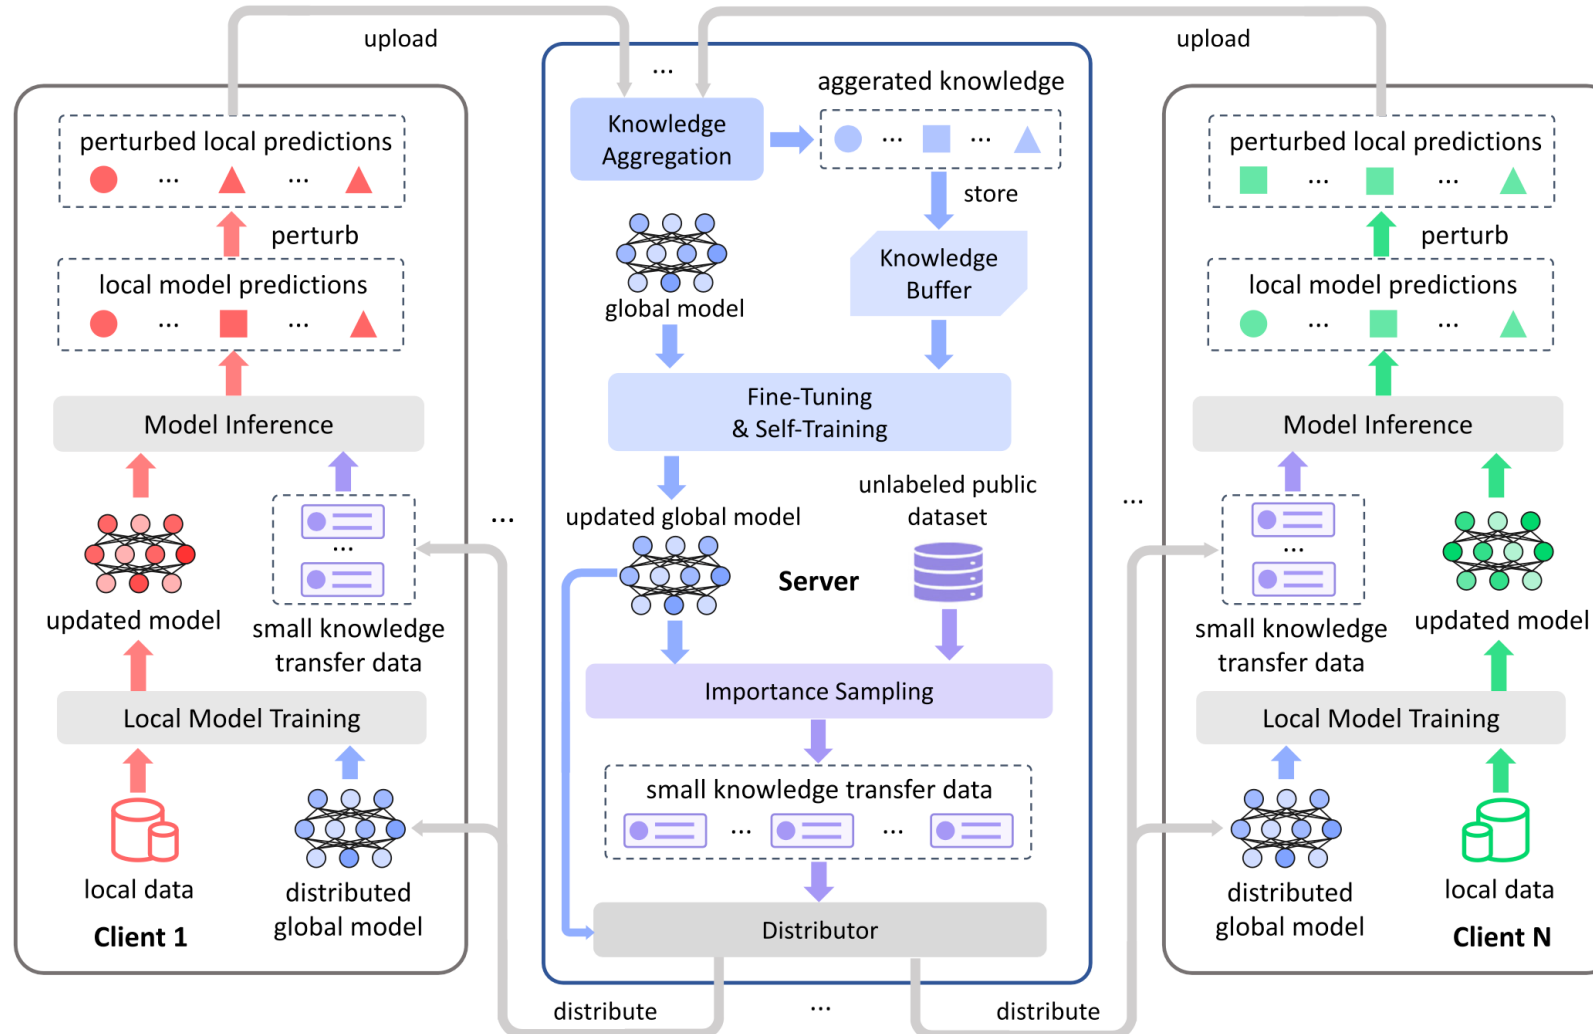 upload
perturbed local predictions
...
...
perturb
local model predictions
...
...
Model Inference
updated model
...
small knowledge
transfer data
Local Model Training
local data
distributed
global model
Client 1
...
...
Knowledge
Aggregation
aggerated knowledge
...
...
store
Knowledge
Buffer
global model
Fine-Tuning
& Self-Training
updated global model
unlabeled public
dataset
Server
Importance Sampling
small knowledge transfer data
...
...
Distributor
distribute
...
distribute
...
upload
perturbed local predictions
...
...
perturb
local model predictions
...
...
Model Inference
...
small knowledge
transfer data
updated model
Local Model Training
distributed
global model
local data
Client N